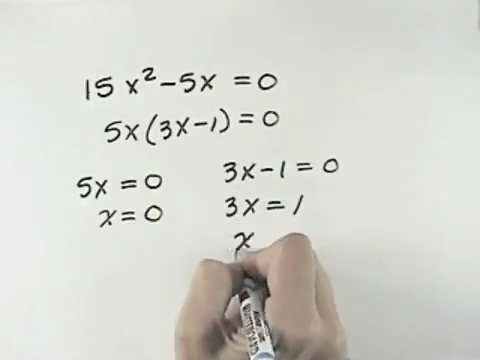 15x² - 5x = 0
5x(3x-1) = 0
5x = 0
x = 0
3x-1 = 0
3x = 1
x